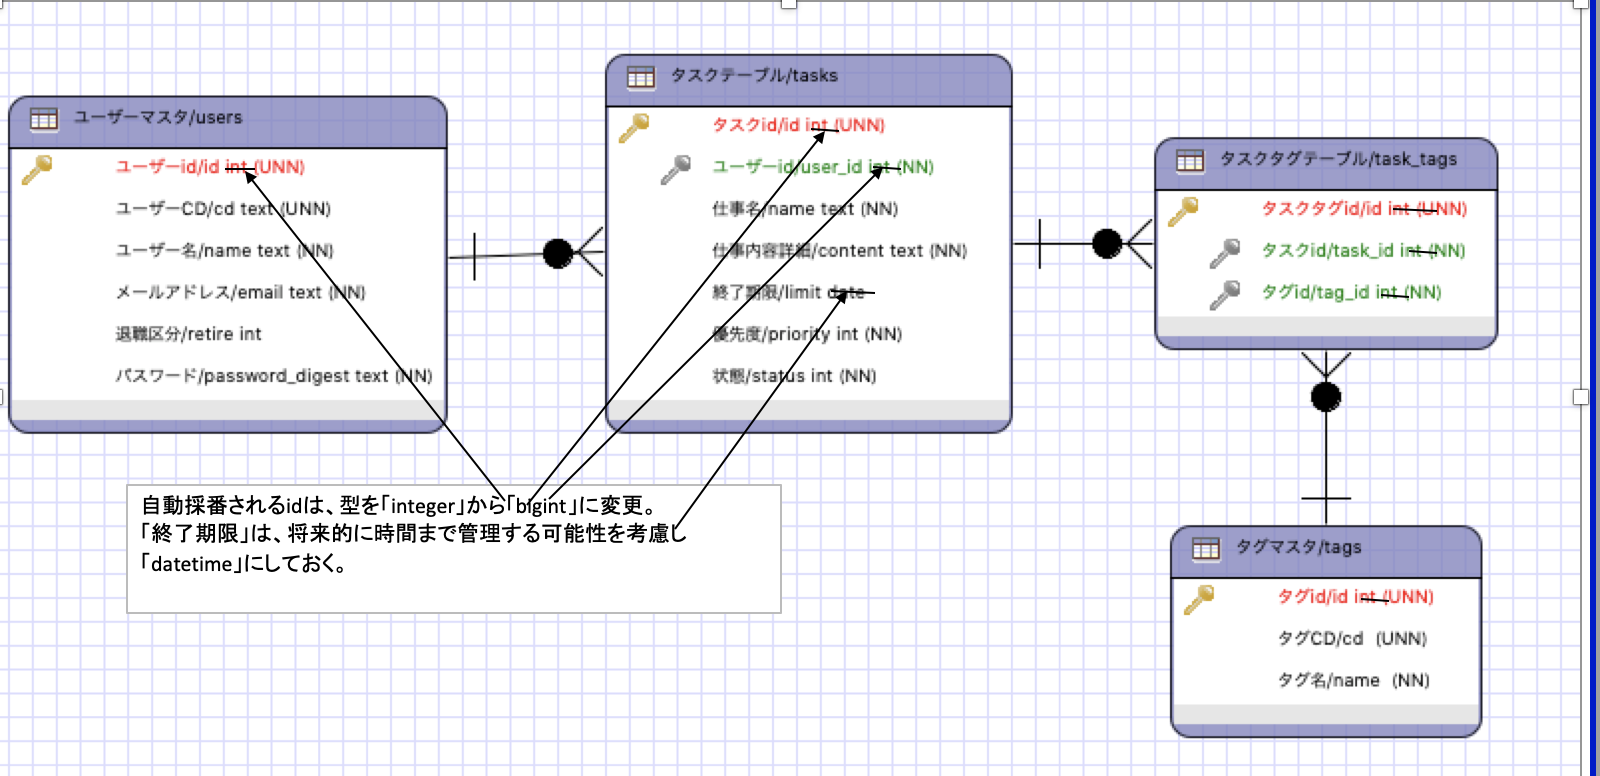 ユーザーマスタ/users
ユーザーid/id int (UNN)
ユーザーCD/cd text (UNN)
ユーザー名/name text (NN)
メールアドレス/email text (NN)
退職区分/retire int
パスワード/password_digest text (NN)
タスクテーブル/tasks
タスクid/id int (UNN)
ユーザーid/user_id int (NN)
仕事名/name text (NN)
仕事内容詳細/content text (NN)
終了期限/limit date
優先度/priority int (NN)
状態/status int (NN)
タスクタグテーブル/task_tags
タスクタグid/id int (UNN)
タスクid/task_id int (NN)
タグid/tag_id int (NN)
自動採番されるidは、型を「integer」から「bigint」に変更。
「終了期限」は、将来的に時間まで管理する可能性を考慮し
「datetime」にしておく。
タグマスタ/tags
タグid/id int (UNN)
タグCD/cd (UNN)
タグ名/name (NN)